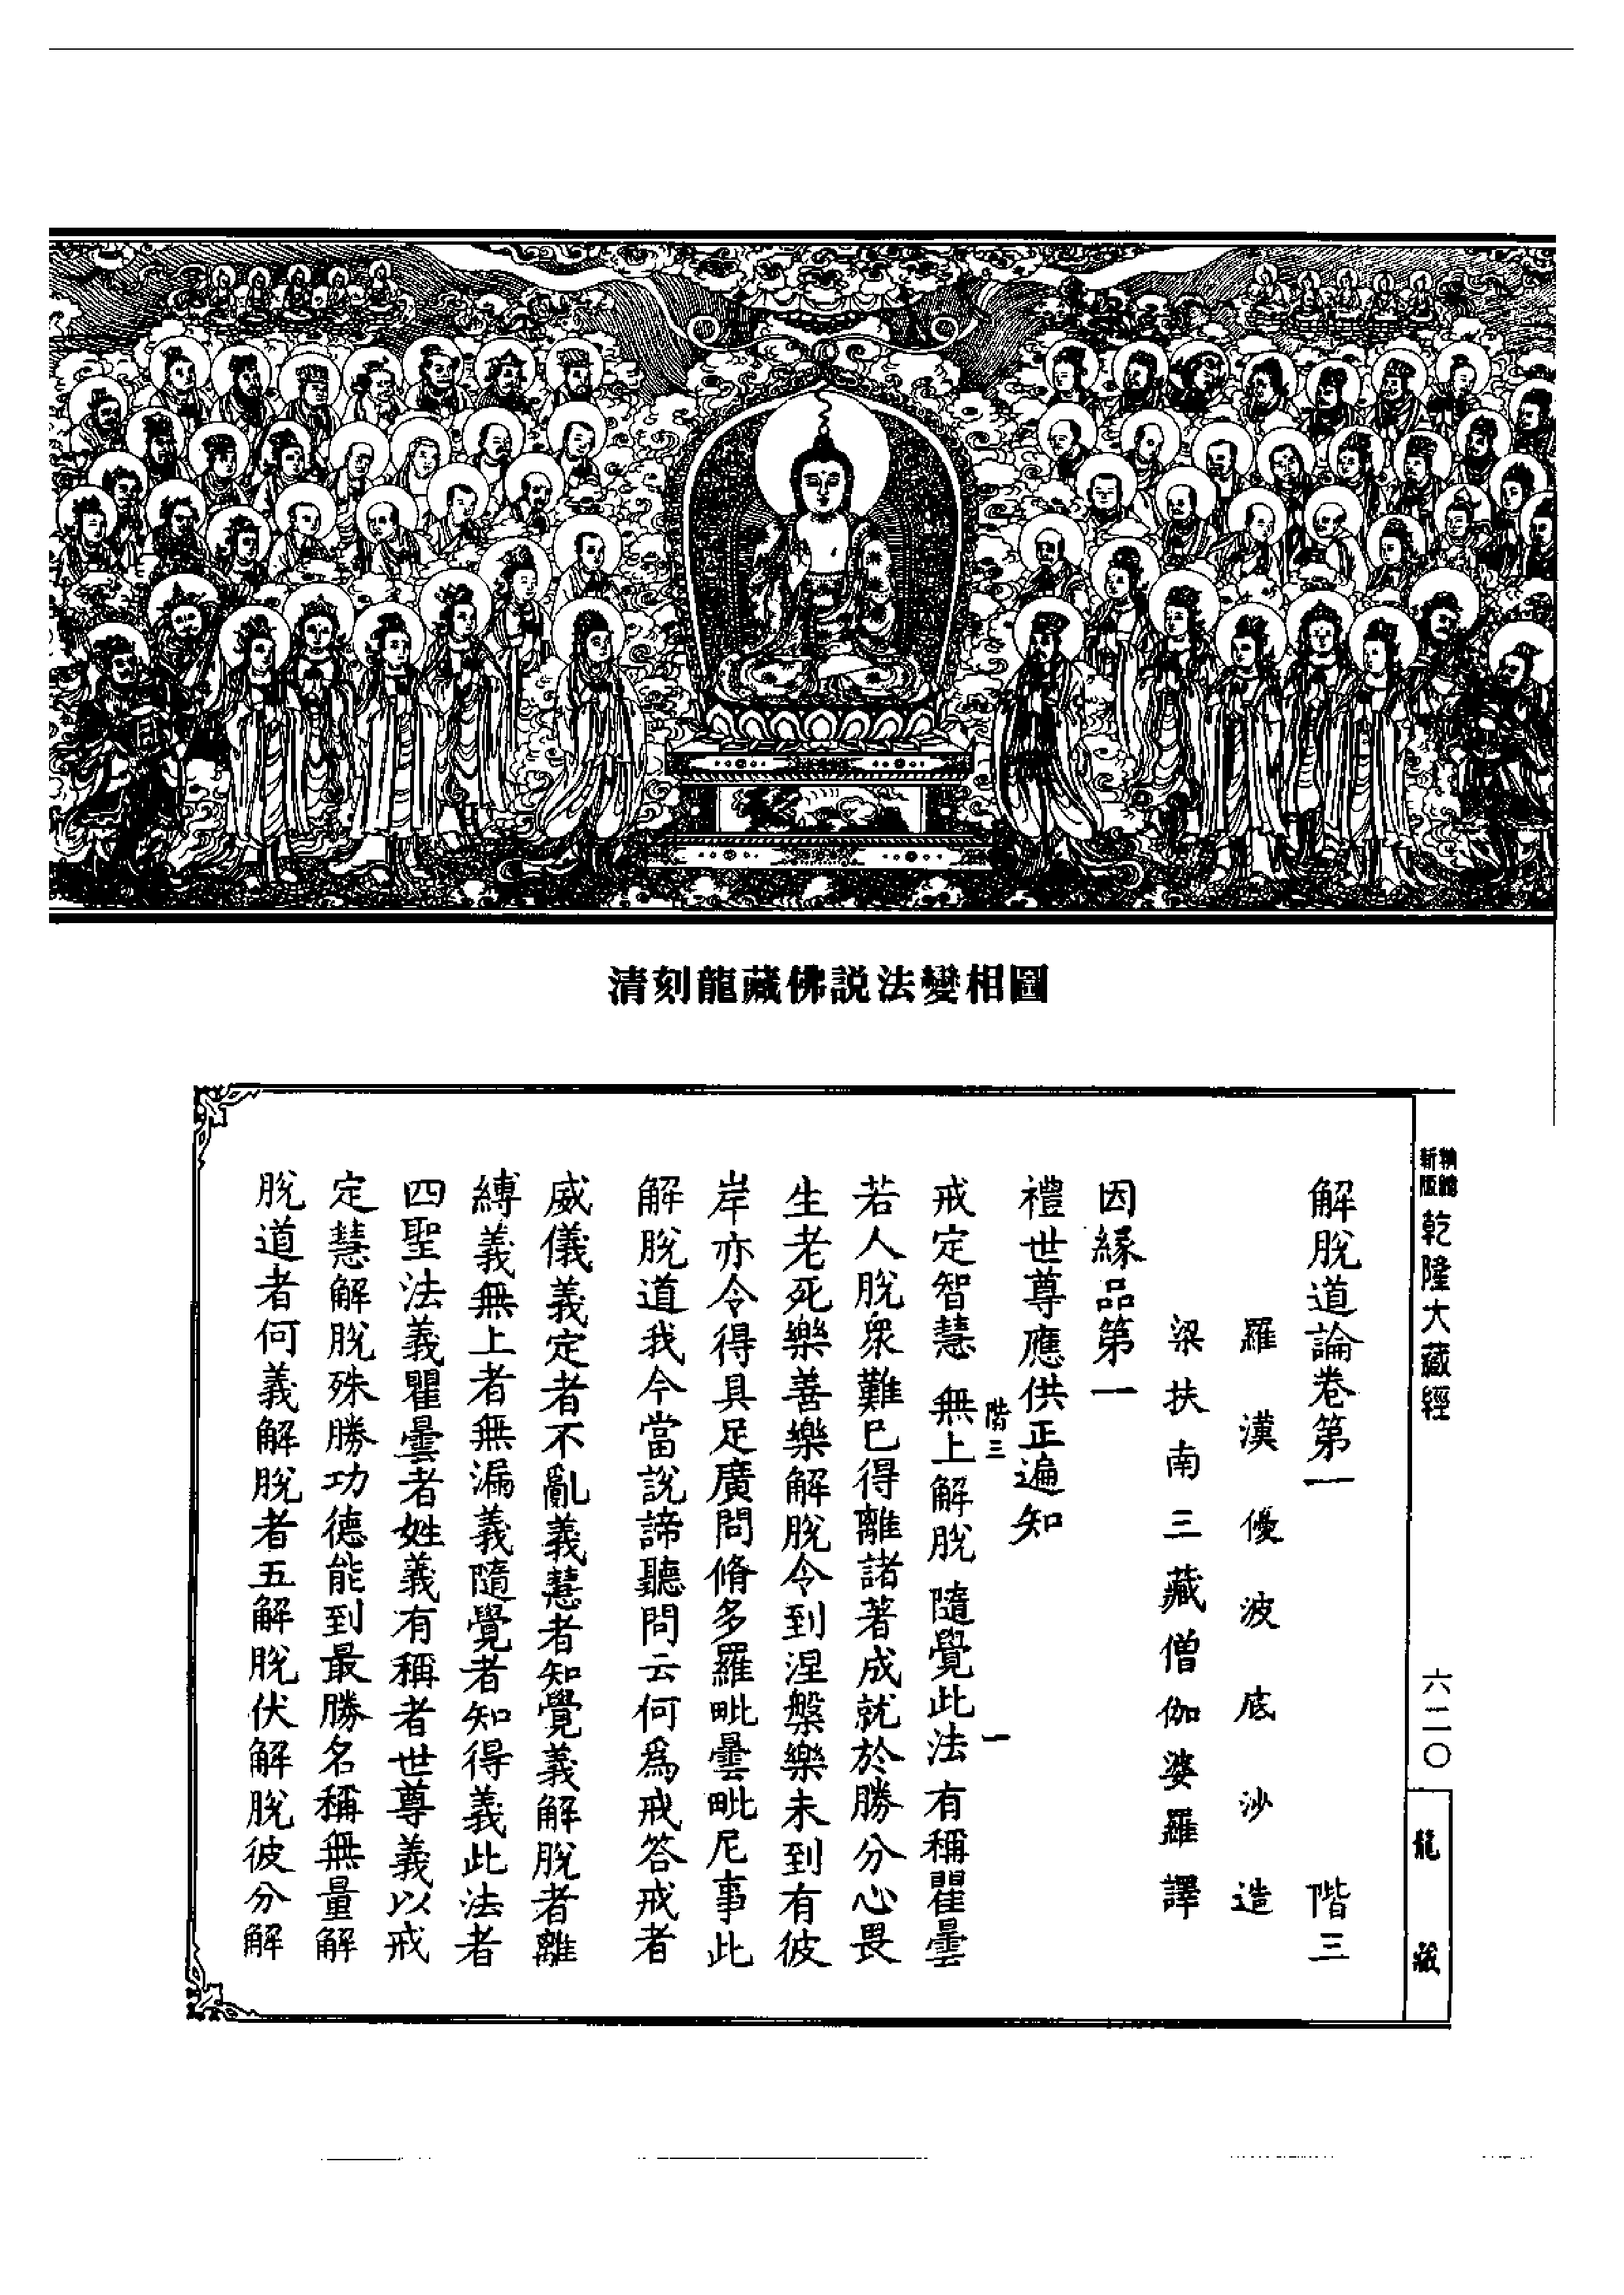 清刻龍藏佛説法變相圖
新版
乾隆大藏經
六二〇
龍藏
解脫道論卷第一 階三
羅漢優波底沙造
梁扶南三藏僧伽婆羅譯
因緣品第一
禮世尊應供正遍知
階三 一
戒定智慧 無上解脫 隨覺此法 有稱瞿曇
若人脫衆難巳得離諸著成就於勝分心畏
生老死樂善樂解脫令到涅槃樂未到有彼
岸亦令得具足廣問脩多羅毗曇毗尼事此
解脫道我今當說諦聽問云何爲戒答戒者
威儀義定者不亂義慧者知覺義解脫者離
縛義無上者無漏義隨覺者知得義此法者
四聖法義瞿曇者姓義有稱者世尊義以戒
定慧解脫殊勝功德能到最勝名稱無量解
脫道者何義解脫者五解脫伏解脫彼分解